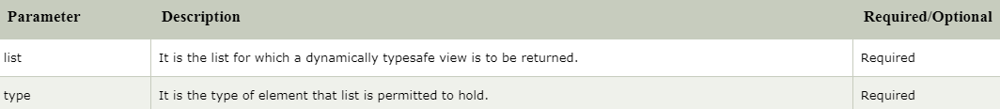 Parameter Description Required/Optional
list It is the list for which a dynamically typesafe view is to be returned. Required
type It is the type of element that list is permitted to hold. Required